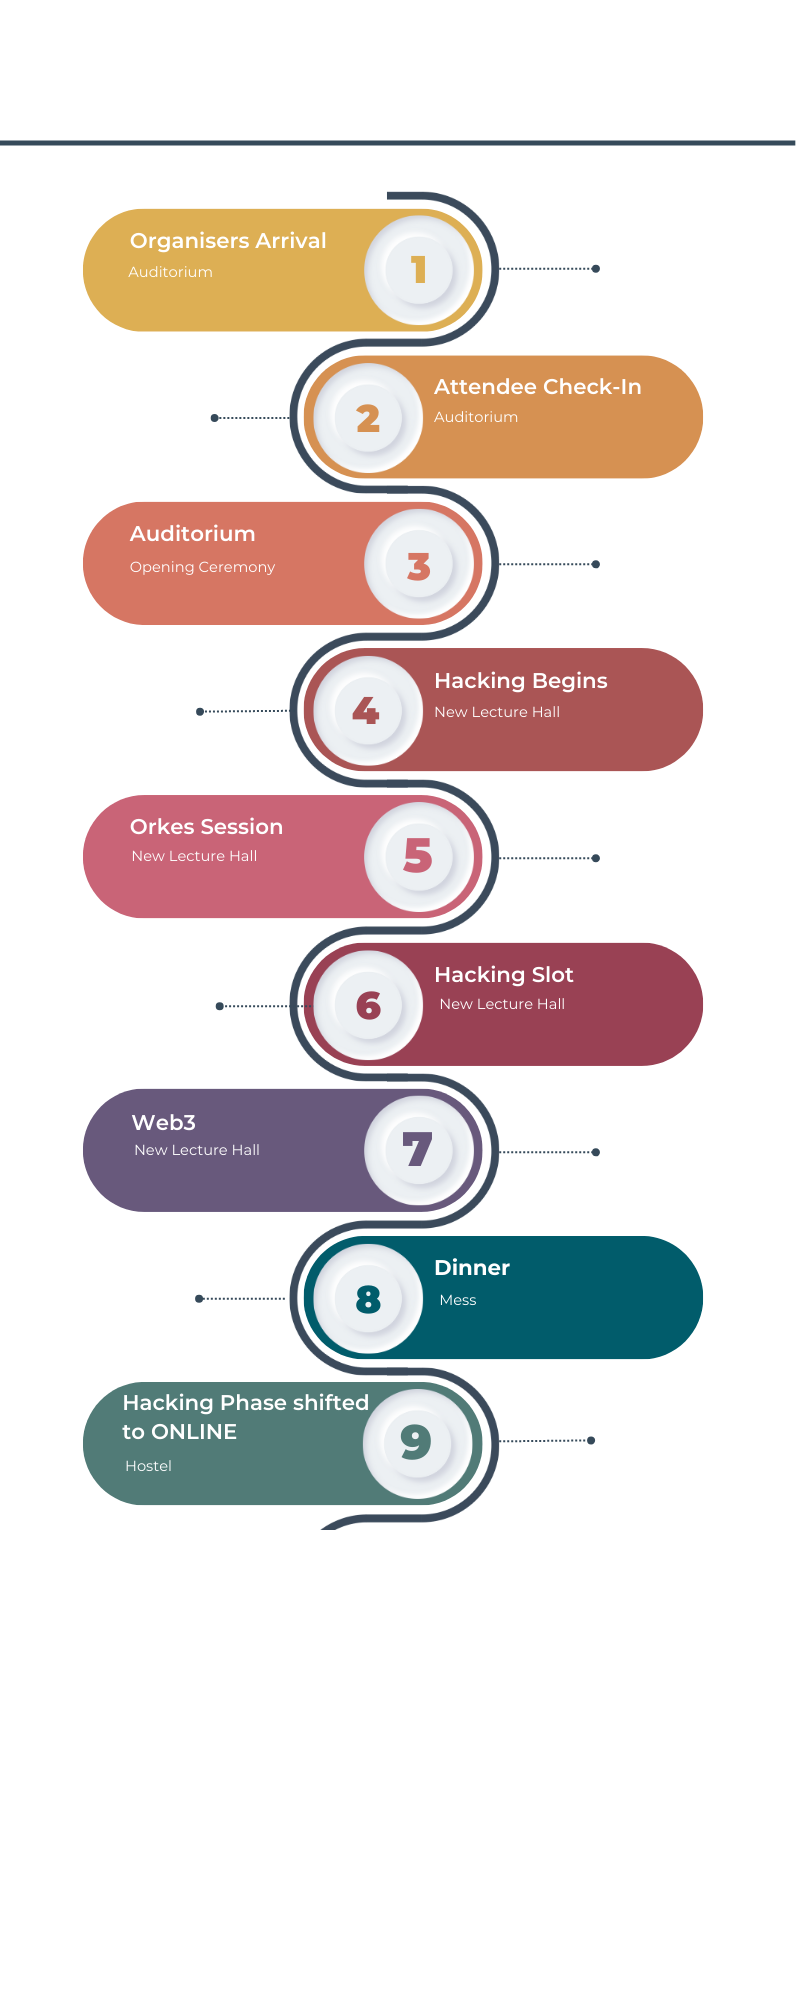 Organisers Arrival
Auditorium
1
Attendee Check-In
Auditorium
2
Auditorium
Opening Ceremony
3
Hacking Begins
New Lecture Hall
4
Orkes Session
New Lecture Hall
5
Hacking Slot
New Lecture Hall
6
Web3
New Lecture Hall
7
Dinner
Mess
8
Hacking Phase shifted
to ONLINE
Hostel
9